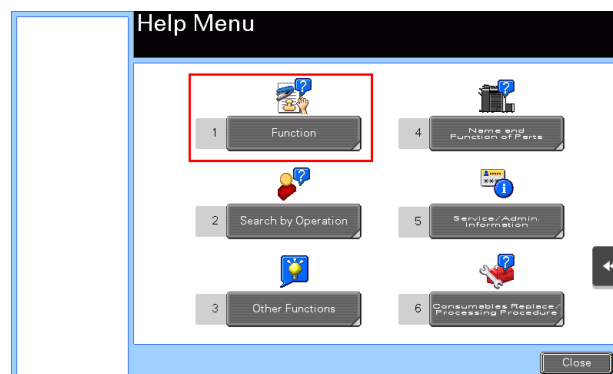 Help Menu
1 Function
4 Name and
Function of Parts
2 Search by Operation
5 Service/Admin.
Information
3 Other Functions
6 Consumables Replace/
Processing Procedure
Close